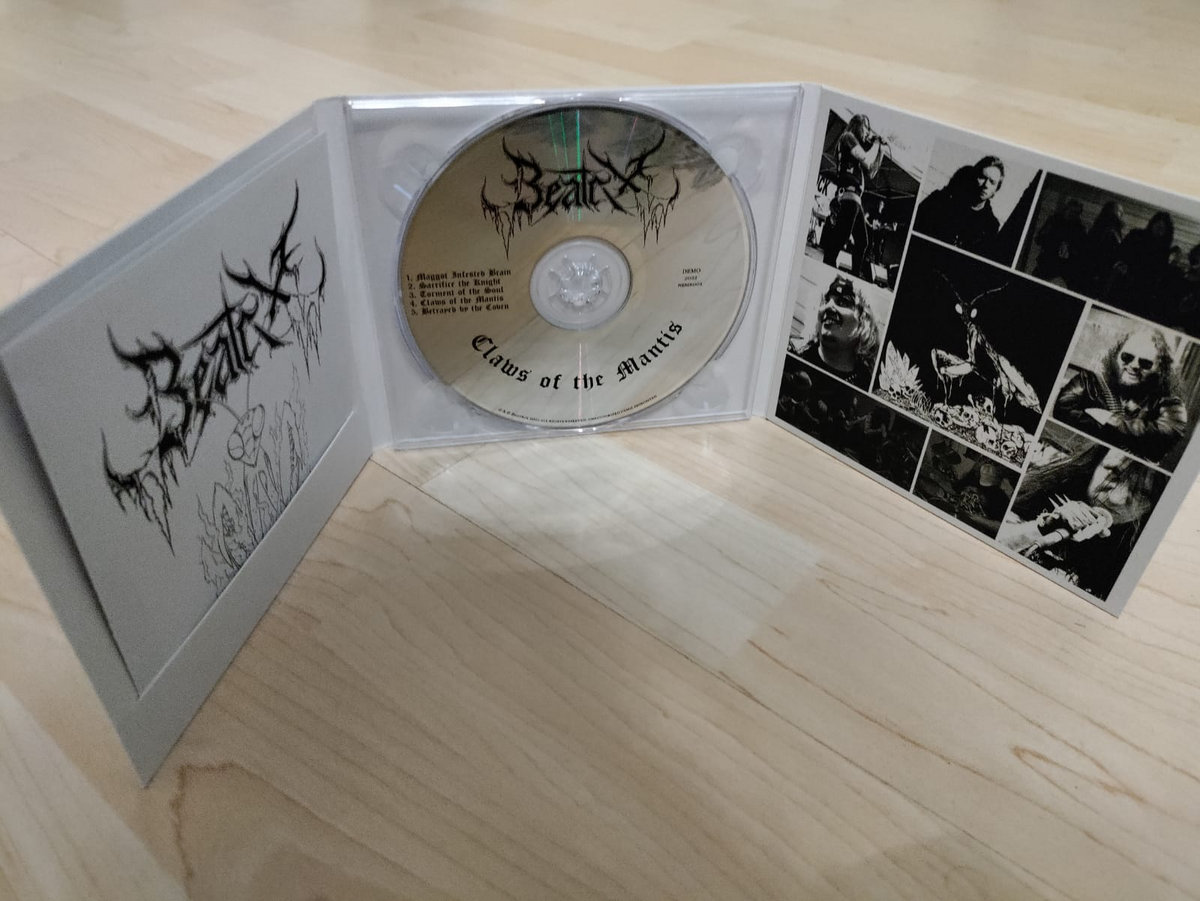 Beatrix
Beatrix
1. Maggot Infested Brain
2. Sacrifice the Knight
3. Torment of the Soul
4. Claws of the Mantis
5. Betrayed by the Coven
DEMO
2022
Claws of the Mantis